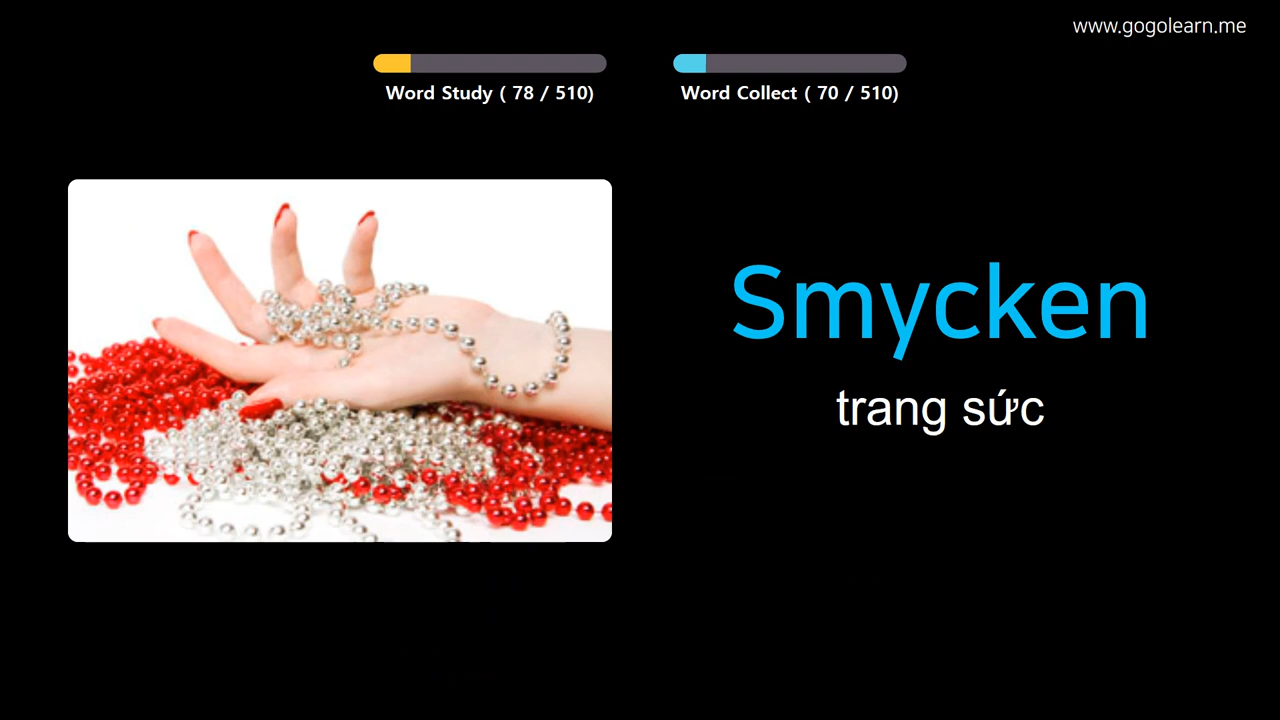 www.gogolearn.me
Word Study ( 78 / 510)
Word Collect ( 70 / 510)
Smycken
trang sức